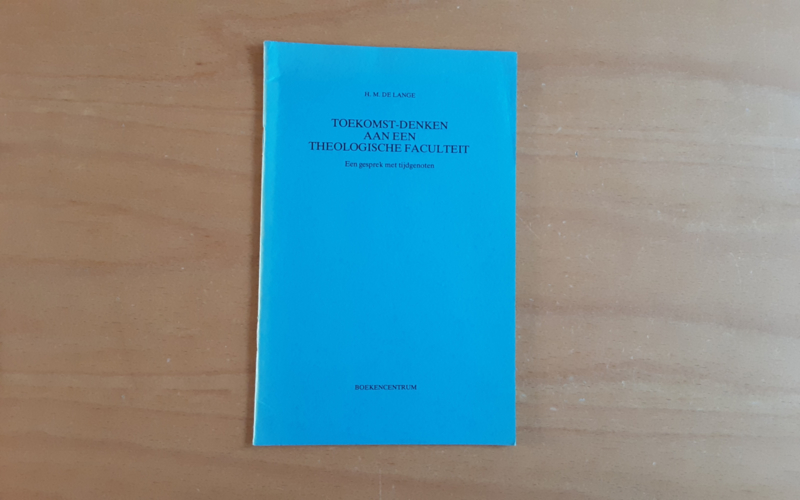 H. M. DE LANGE
TOEKOMST-DENKEN
AAN EEN
THEOLOGISCHE FACULTEIT
Een gesprek met tijdgenoten
BOEKENCENTRUM